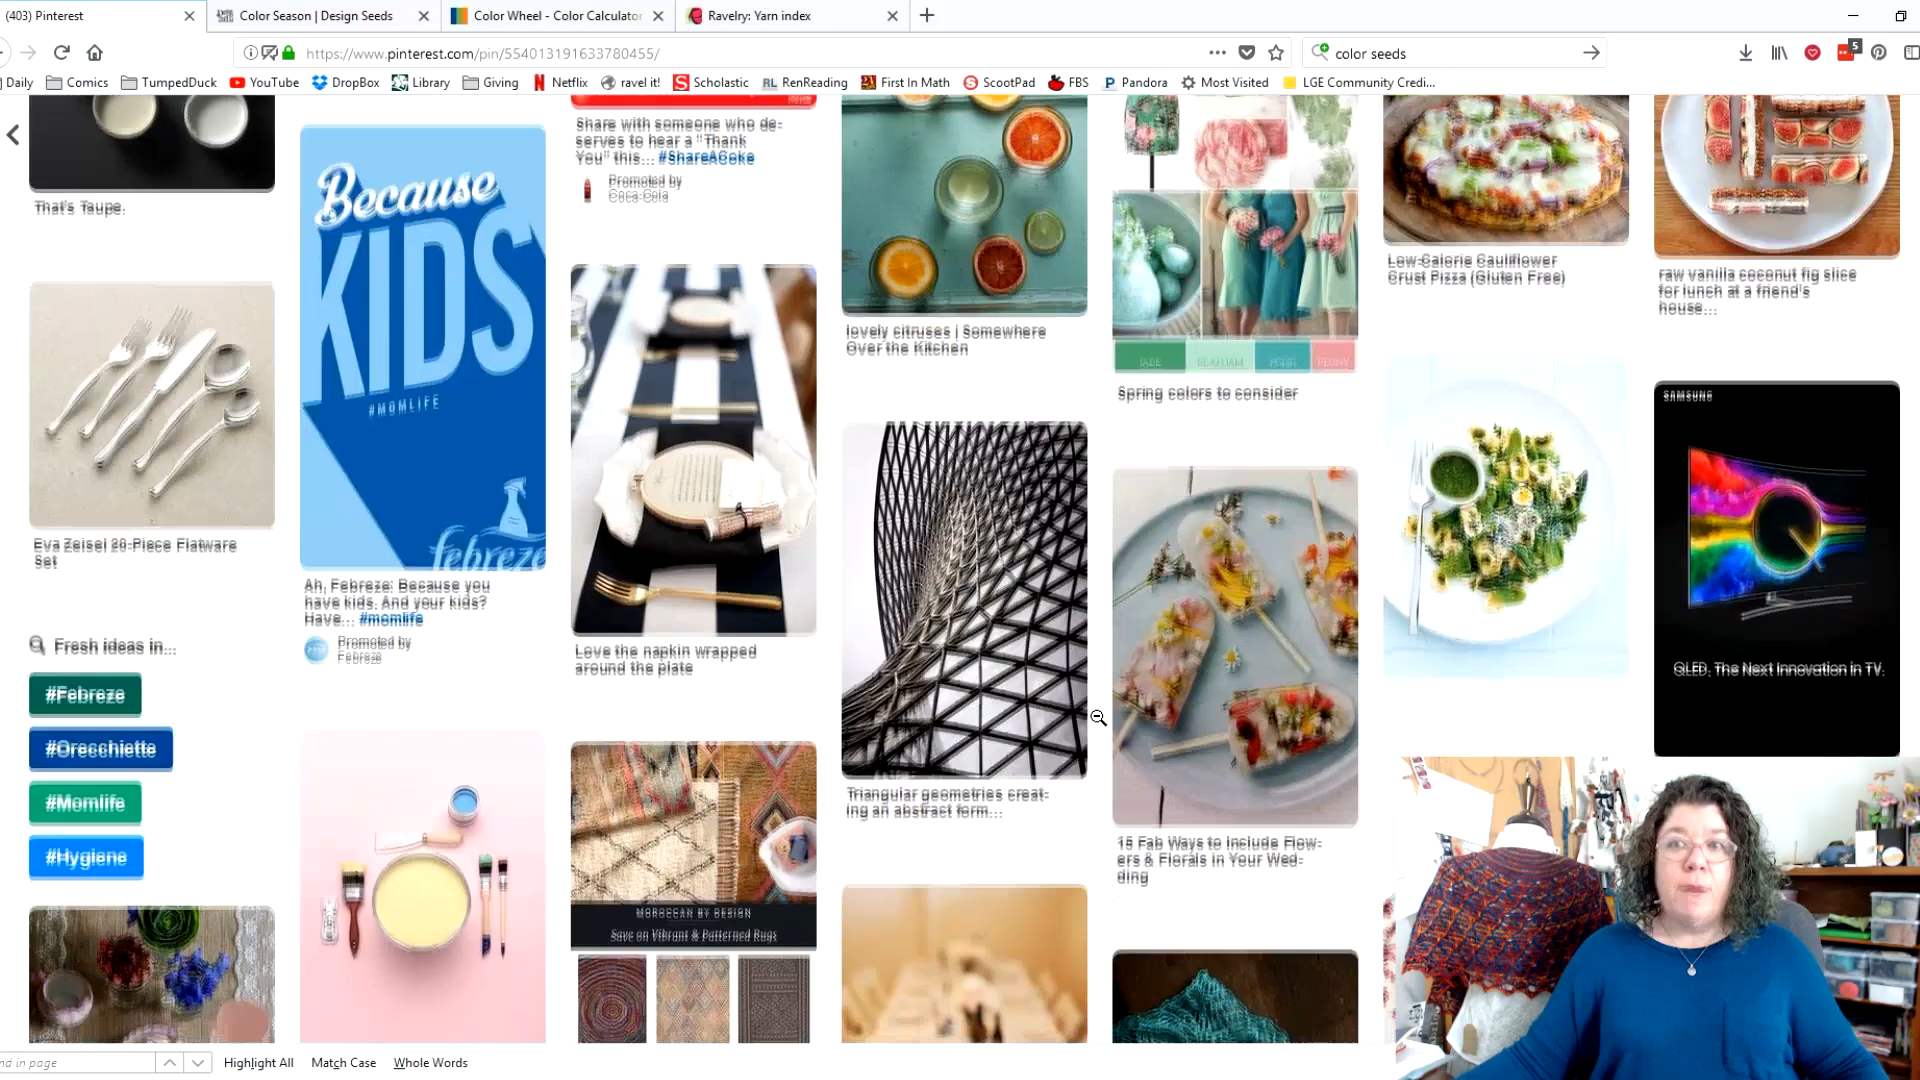 (403) Pinterest
Color Season | Design Seeds
Color Wheel - Color Calculator
Ravelry: Yarn index
https://www.pinterest.com/pin/554013191633780455/
color seeds
5
Daily
Comics
TumpedDuck
YouTube
DropBox
Library
Giving
Netflix
ravel it!
Scholastic
RenReading
First In Math
ScootPad
FBS
Pandora
Most Visited
LGE Community Credi...
That's Taupe.
Eva Zeisel 20-Piece Flatware
Set
Fresh ideas in...
#Febreze
#Orecchiette
#Momlife
#Hygiene
Because
KIDS
#MOMLIFE
febreze
Ah, Febreze: Because you
have kids. And your kids?
Have... #momlife
Promoted by
Febreze
Share with someone who de-
serves to hear a "Thank
You" this... #ShareACoke
Promoted by
Coca-Cola
Love the napkin wrapped
around the plate
MOROCCAN BY DESIGN
Save on Vibrant & Patterned Rugs
lovely citruses | Somewhere
Over the Kitchen
Triangular geometries creat-
ing an abstract form...
JADE
SEAFOAM
PEONY
Spring colors to consider
15 Fab Ways to Include Flow-
ers & Florals in Your Wed-
ding
Low-Calorie Cauliflower
Crust Pizza (Gluten Free)
raw vanilla coconut fig slice
for lunch at a friend's
house...
SAMSUNG
QLED. The Next Innovation in TV.
nd in page
Highlight All
Match Case
Whole Words